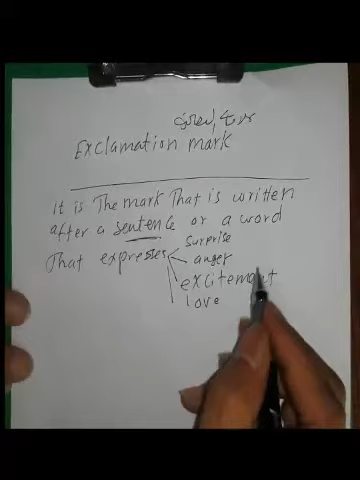 Exclamation mark
it is The mark That is written
after a sentence or a word
That expresses
surprise
anger
excitement
love